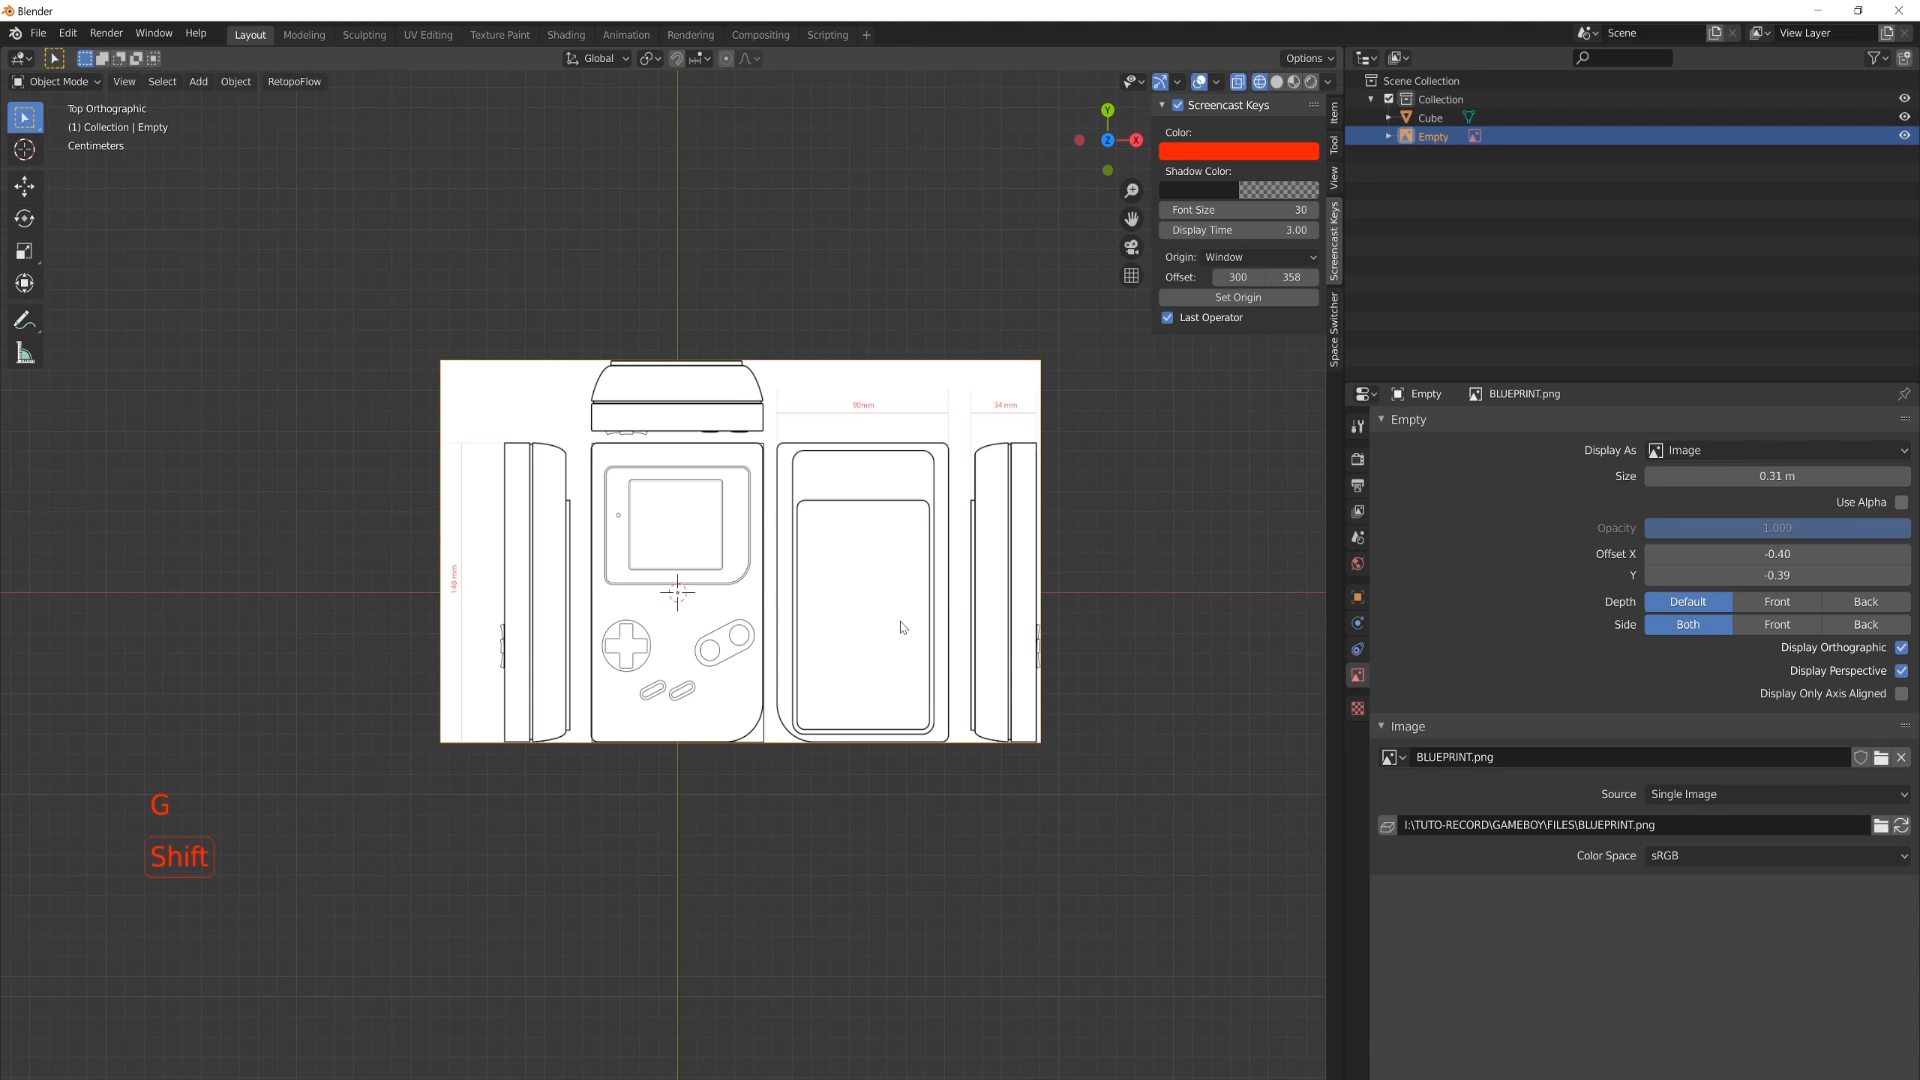 Blender
File Edit Render Window Help
Layout Modeling Sculpting UV Editing Texture Paint Shading Animation Rendering Compositing Scripting +
Scene
View Layer
Global
Options
Object Mode View Select Add Object RetopoFlow
Top Orthographic
(1) Collection | Empty
Centimeters
Y
Z
X
Screencast Keys
Color:
Shadow Color:
Font Size 30
Display Time 3.00
Origin: Window
Offset: 300 358
Set Origin
Last Operator
Item
Tool
View
Screencast Keys
Space Switcher
Scene Collection
Collection
Cube
Empty
90mm
34 mm
148 mm
G
Shift
Empty BLUEPRINT.png
Empty
Display As Image
Size 0.31 m
Use Alpha
Opacity 1.000
Offset X -0.40
Y -0.39
Depth Default Front Back
Side Both Front Back
Display Orthographic
Display Perspective
Display Only Axis Aligned
Image
BLUEPRINT.png
Source Single Image
I:\TUTO-RECORD\GAMEBOY\FILES\BLUEPRINT.png
Color Space sRGB